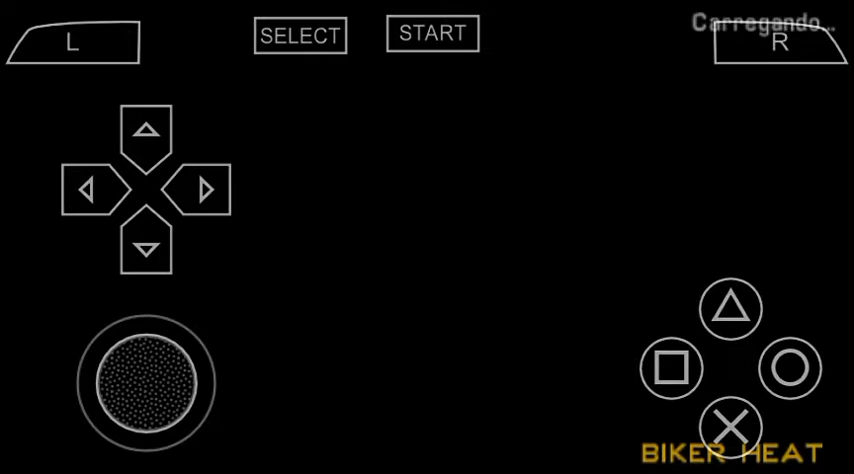 Carregando...
L
SELECT
START
R
BIKER HEAT